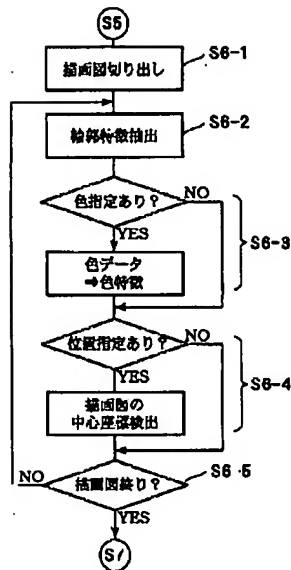 S5
描画図切り出し
S6-1
輪郭特徴抽出
S6-2
色指定あり?
NO
YES
色データ
⇒色特徴
S6-3
位置指定あり?
NO
YES
描画図の
中心座標検出
S6-4
描画図終り?
S6-5
NO
YES
S7